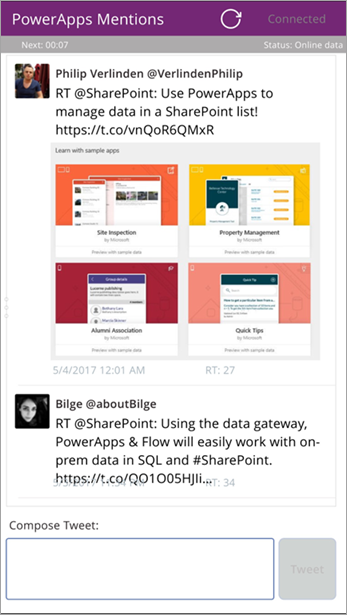 PowerApps Mentions
Connected
Next: 00:07
Status: Online data
Philip Verlinden @VerlindenPhilip
RT @SharePoint: Use PowerApps to
manage data in a SharePoint list!
https://t.co/vnQoR6QMxR
Learn with sample apps
Site Inspection
by Microsoft
Preview with sample data
Property Management
by Microsoft
Preview with sample data
Group details
Alumni Association
by Microsoft
Preview with sample data
Quick Tip
Quick Tips
by Microsoft
Preview with sample data
5/4/2017 12:01 AM
RT: 27
Bilge @aboutBilge
RT @SharePoint: Using the data gateway,
PowerApps & Flow will easily work with on-
prem data in SQL and #SharePoint.
RT: 34
Compose Tweet:
Tweet